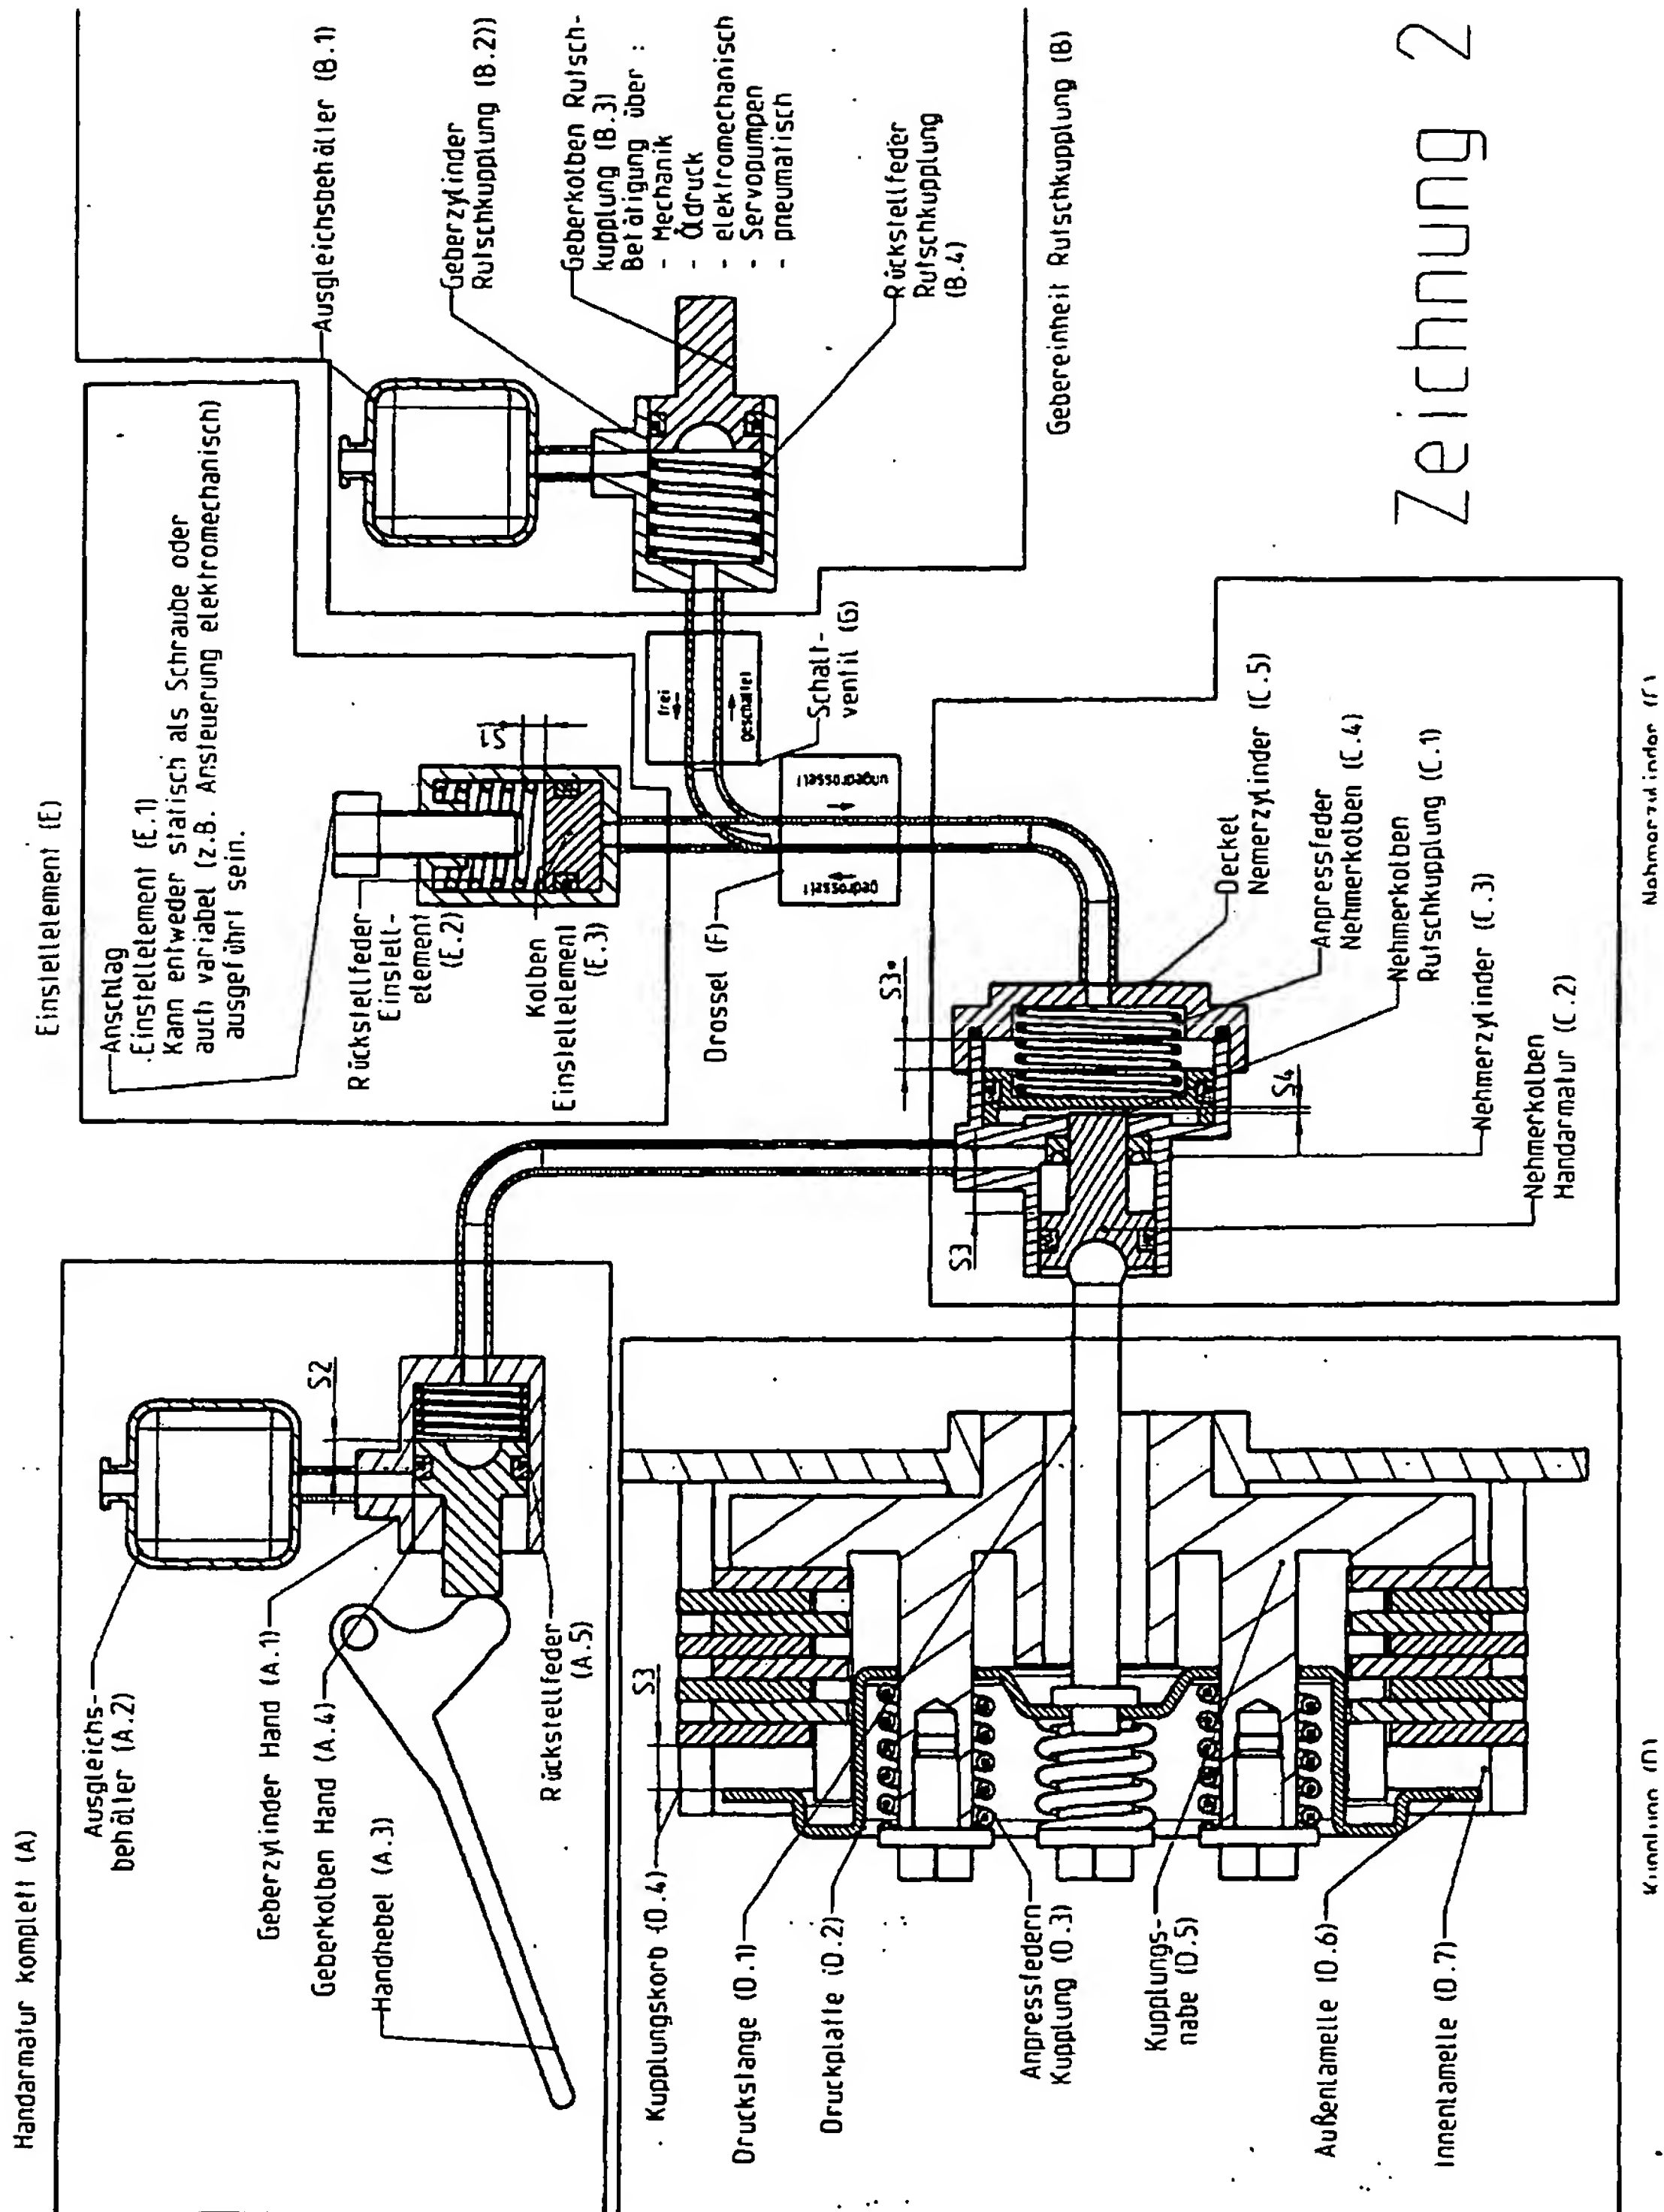 Handarmatur komplett (A)
Ausgleichs-
behälter (A.2)
Geberzylinder Hand (A.1)
Geberkolben Hand (A.4)
Handhebel (A.3)
Rückstellfeder
(A.5)
S2
Einstellelement (E)
Anschlag
Einstellelement (E.1)
Kann entweder statisch als Schraube oder
auch variabel (z.B. Ansteuerung elektromechanisch)
ausgeführt sein.
Rückstellfeder
Einstell-
element
(E.2)
Kolben
Einstellelement
(E.3)
S1
Drossel (F)
gedrosselt
ungedrosselt
frei
geschaltet
Schalt-
ventil (G)
Ausgleichsbehälter (B.1)
Geberzylinder
Rutschkupplung (B.2))
Geberkolben Rutsch-
kupplung (B.3)
Betätigung über :
- Mechanik
- Öldruck
- elektromechanisch
- Servopumpen
- pneumatisch
Rückstellfeder
Rutschkupplung
(B.4)
Gebereinheit Rutschkupplung (B)
Kupplungskorb (D.4)
Druckstange (D.1)
Druckplatte (D.2)
Anpressfedern
Kupplung (D.3)
Kupplungs-
nabe (D.5)
Außenlamelle (D.6)
Innenlamelle (D.7)
S3
Kupplung (D)
S3
S3*
S4
Deckel
Nemerzylinder (C.5)
Anpressfeder
Nehmerkolben (C.4)
Nehmerkolben
Rutschkupplung (C.1)
Nehmerzylinder (C.3)
Nehmerkolben
Handarmatur (C.2)
Nehmerzylinder (C)
Zeichnung 2